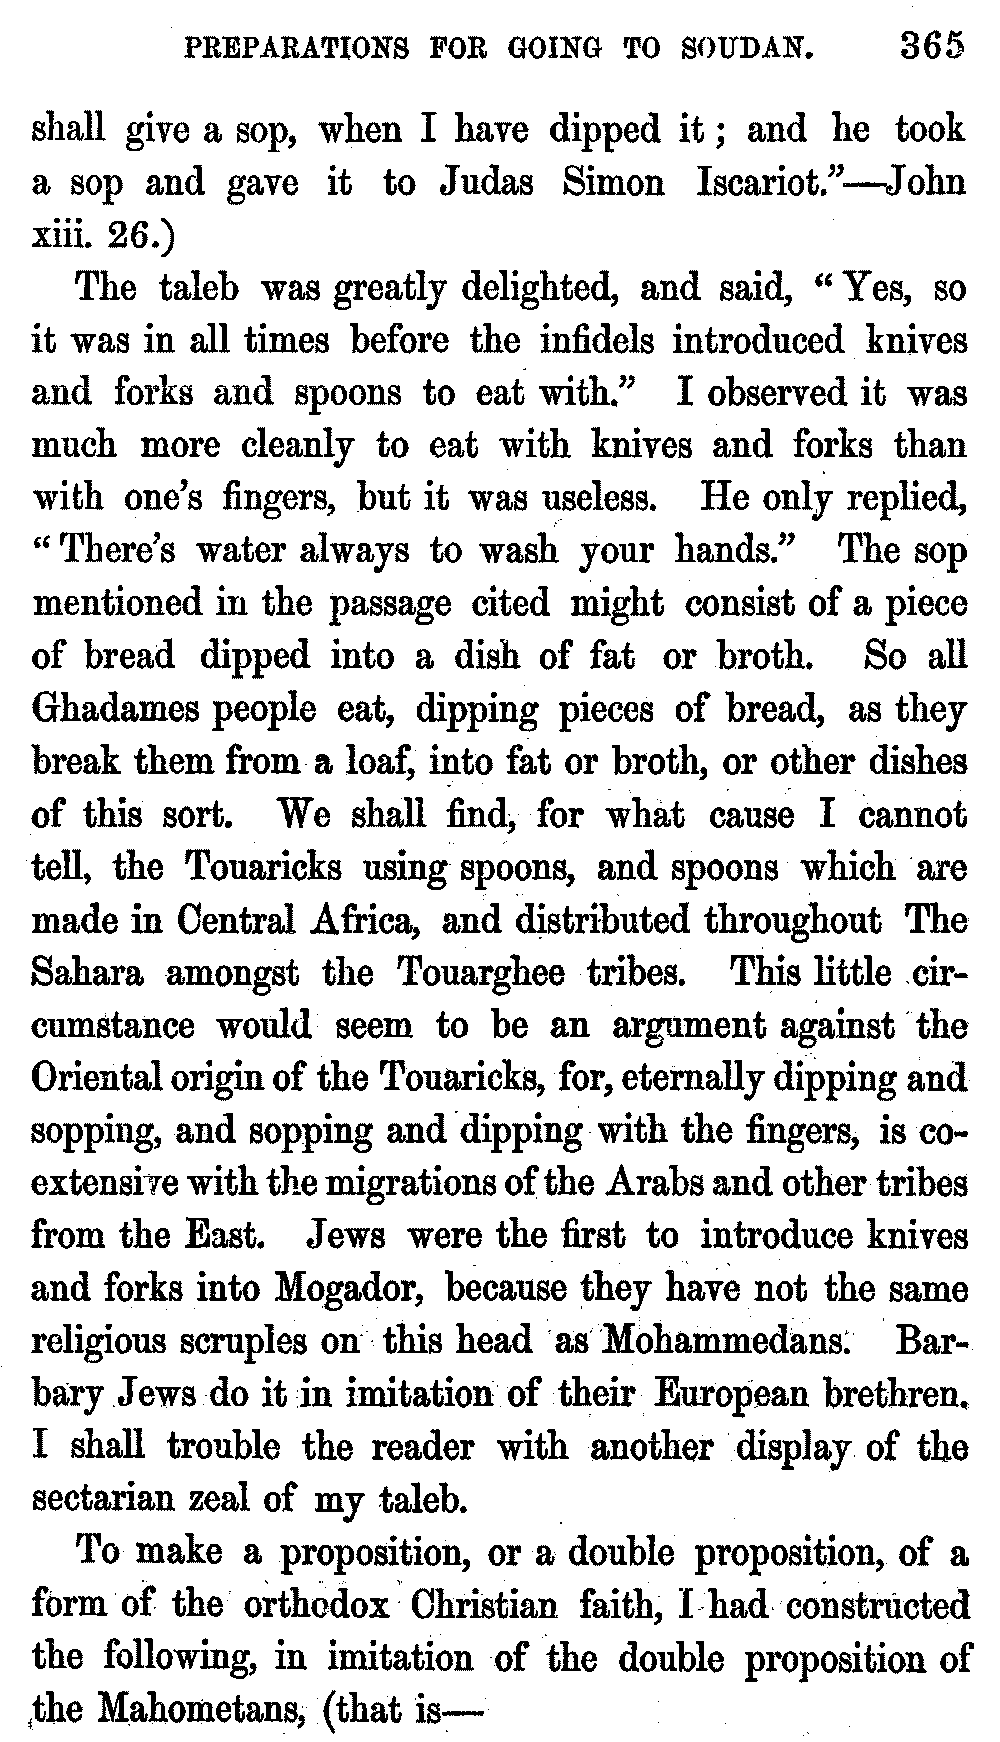 PREPARATIONS FOR GOING TO SOUDAN. 365
shall give a sop, when I have dipped it; and he took
a sop and gave it to Judas Simon Iscariot."—John
xiii. 26.)
The taleb was greatly delighted, and said, "Yes, so
it was in all times before the infidels introduced knives
and forks and spoons to eat with." I observed it was
much more cleanly to eat with knives and forks than
with one's fingers, but it was useless. He only replied,
"There's water always to wash your hands." The sop
mentioned in the passage cited might consist of a piece
of bread dipped into a dish of fat or broth. So all
Ghadames people eat, dipping pieces of bread, as they
break them from a loaf, into fat or broth, or other dishes
of this sort. We shall find, for what cause I cannot
tell, the Touaricks using spoons, and spoons which are
made in Central Africa, and distributed throughout The
Sahara amongst the Touarghee tribes. This little cir-
cumstance would seem to be an argument against the
Oriental origin of the Touaricks, for, eternally dipping and
sopping, and sopping and dipping with the fingers, is co-
extensive with the migrations of the Arabs and other tribes
from the East. Jews were the first to introduce knives
and forks into Mogador, because they have not the same
religious scruples on this head as Mohammedans. Bar-
bary Jews do it in imitation of their European brethren.
I shall trouble the reader with another display of the
sectarian zeal of my taleb.
To make a proposition, or a double proposition, of a
form of the orthodox Christian faith, I had constructed
the following, in imitation of the double proposition of
the Mahometans, (that is—